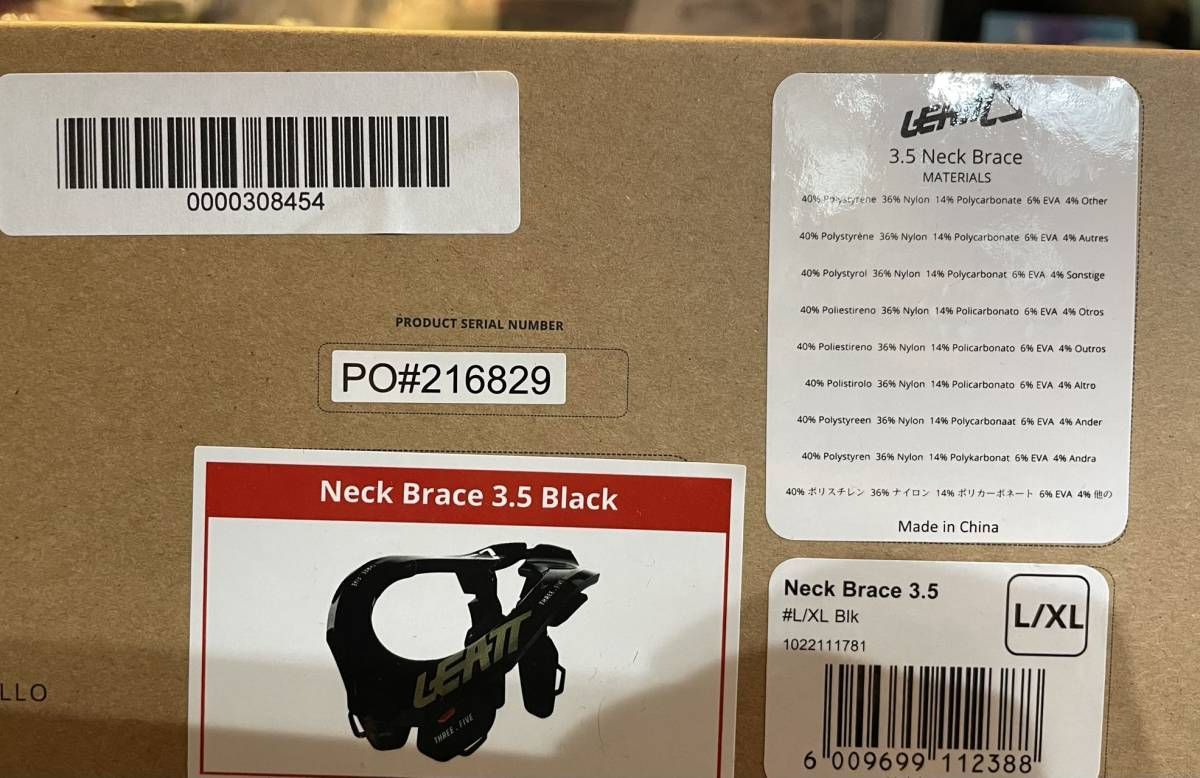 0000308454
PRODUCT SERIAL NUMBER
PO#216829
Neck Brace 3.5 Black
LEATT
THREE.FIVE
THREE.FIVE
LLO
LEATT
3.5 Neck Brace
MATERIALS
40% Polystyrene 36% Nylon 14% Polycarbonate 6% EVA 4% Other
40% Polystyréne 36% Nylon 14% Polycarbonate 6% EVA 4% Autres
40% Polystyrol 36% Nylon 14% Polycarbonat 6% EVA 4% Sonstige
40% Poliestireno 36% Nylon 14% Policarbonato 6% EVA 4% Otros
40% Poliestireno 36% Nylon 14% Policarbonato 6% EVA 4% Outros
40% Polistirolo 36% Nylon 14% Policarbonato 6% EVA 4% Altro
40% Polystyreen 36% Nylon 14% Polycarbonaat 6% EVA 4% Ander
40% Polystyren 36% Nylon 14% Polykarbonat 6% EVA 4% Andra
40% ポリスチレン 36% ナイロン 14% ポリカーボネート 6% EVA 4% 他の
Made in China
Neck Brace 3.5
#L/XL Blk
L/XL
1022111781
6 009699 112388